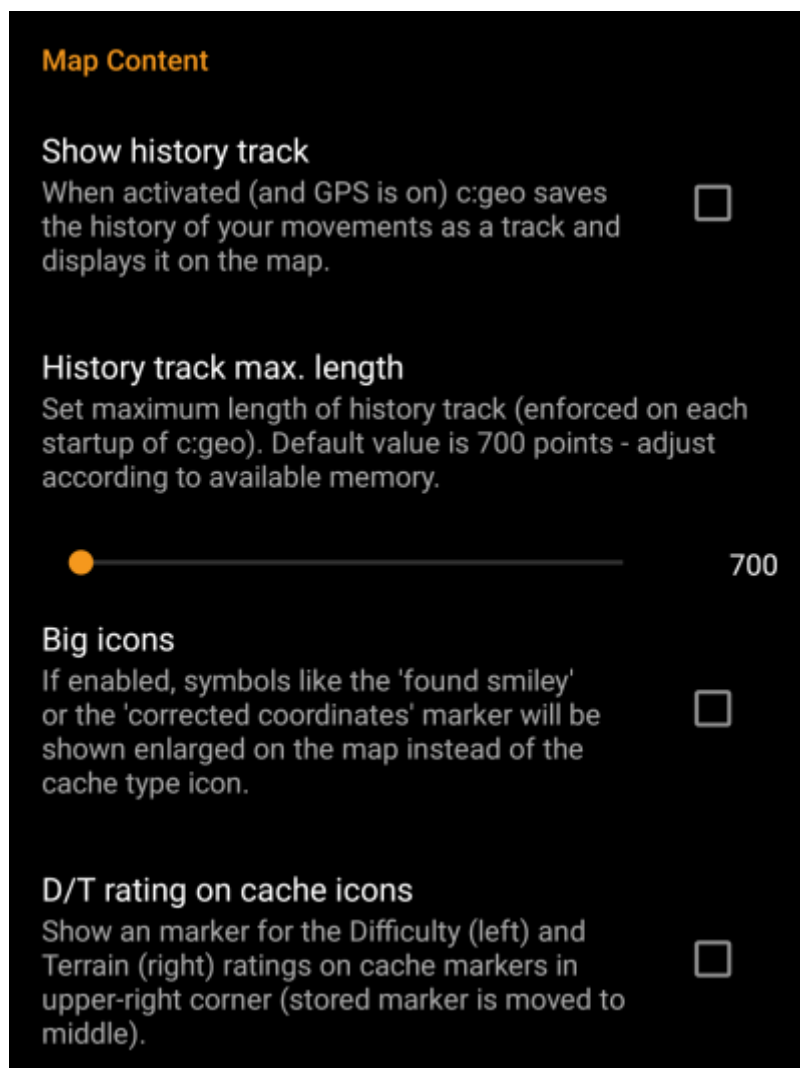 Map Content
Show history track
When activated (and GPS is on) c:geo saves
the history of your movements as a track and
displays it on the map.
History track max. length
Set maximum length of history track (enforced on each
startup of c:geo). Default value is 700 points - adjust
according to available memory.
700
Big icons
If enabled, symbols like the 'found smiley'
or the 'corrected coordinates' marker will be
shown enlarged on the map instead of the
cache type icon.
D/T rating on cache icons
Show an marker for the Difficulty (left) and
Terrain (right) ratings on cache markers in
upper-right corner (stored marker is moved to
middle).